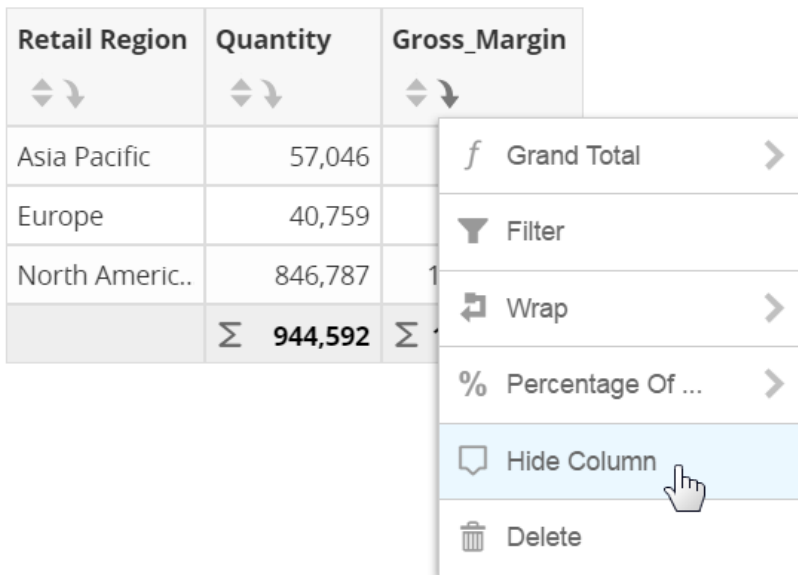 Retail Region Quantity Gross_Margin
Asia Pacific 57,046
Europe 40,759
North Americ.. 846,787 1
Σ 944,592 Σ
f Grand Total
Filter
Wrap
% Percentage Of ...
Hide Column
Delete